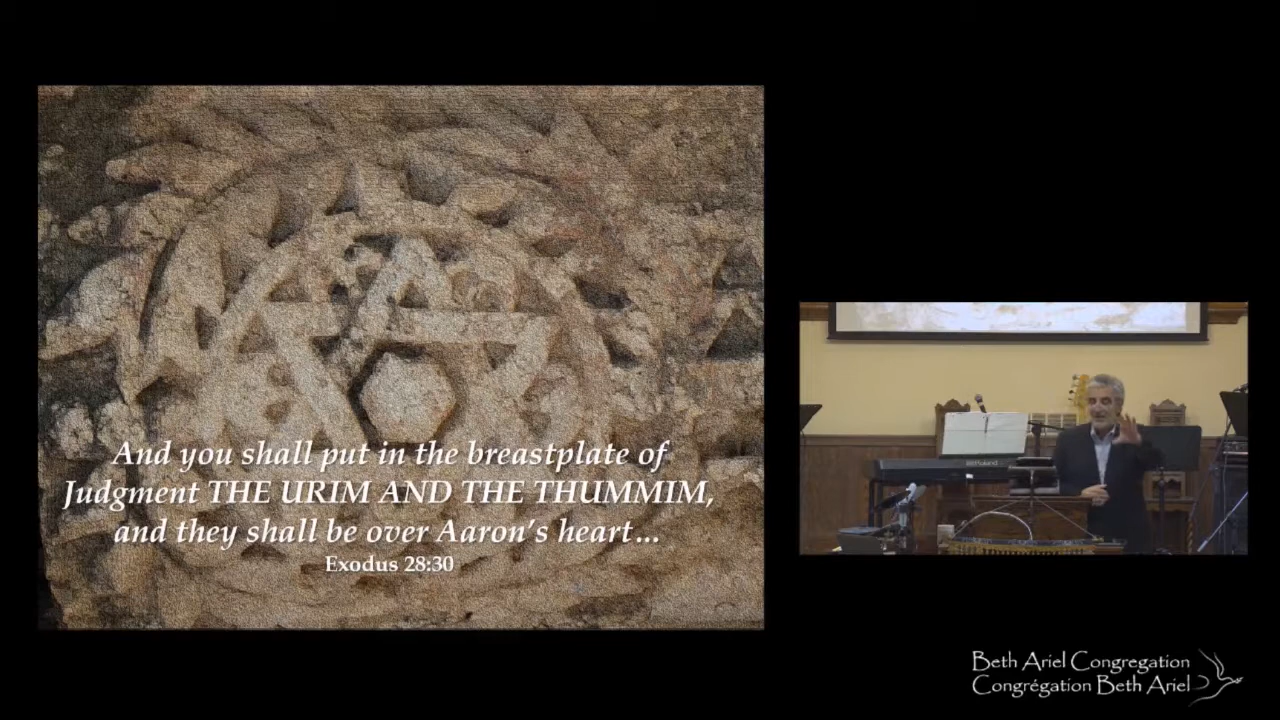 And you shall put in the breastplate of
Judgment THE URIM AND THE THUMMIM,
and they shall be over Aaron's heart...
Exodus 28:30
Roland
Beth Ariel Congregation
Congrégation Beth Ariel